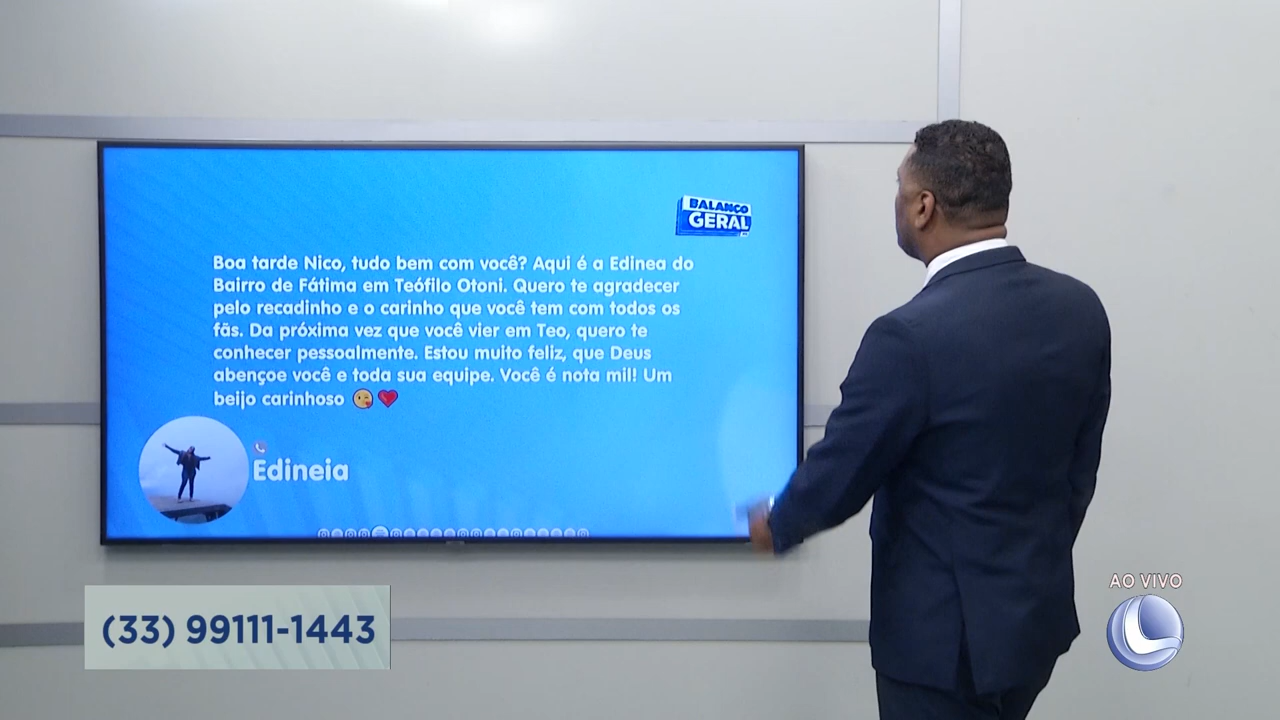 BALANÇO
GERAL
Boa tarde Nico, tudo bem com você? Aqui é a Edinea do
Bairro de Fátima em Teófilo Otoni. Quero te agradecer
pelo recadinho e o carinho que você tem com todos os
fãs. Da próxima vez que você vier em Teo, quero te
conhecer pessoalmente. Estou muito feliz, que Deus
abençoe você e toda sua equipe. Você é nota mil! Um
beijo carinhoso 😘❤️
Edineia
(33) 99111-1443
AO VIVO